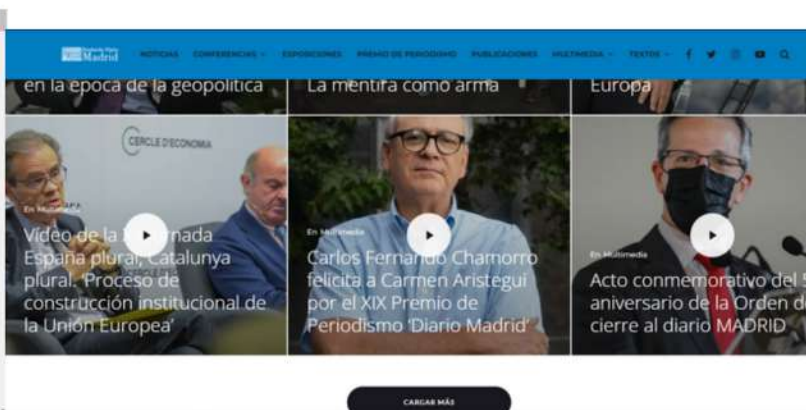 Madrid
NOTICIAS CONFERENCIAS EXPOSICIONES PREMIO DE PERIODISMO PUBLICACIONES MULTIMEDIA TEXTOS
en la época de la geopolítica
La mentira como arma
Europa
CERCLE D'ECONOMIA
En Multimedia
Vídeo de la Jornada
España plural, Catalunya
plural. 'Proceso de
construcción institucional de
la Unión Europea'
En Multimedia
Carlos Fernando Chamorro
felicita a Carmen Aristegui
por el XIX Premio de
Periodismo 'Diario Madrid'
En Multimedia
Acto conmemorativo del 5
aniversario de la Orden d
cierre al diario MADRID
CARGAR MÁS